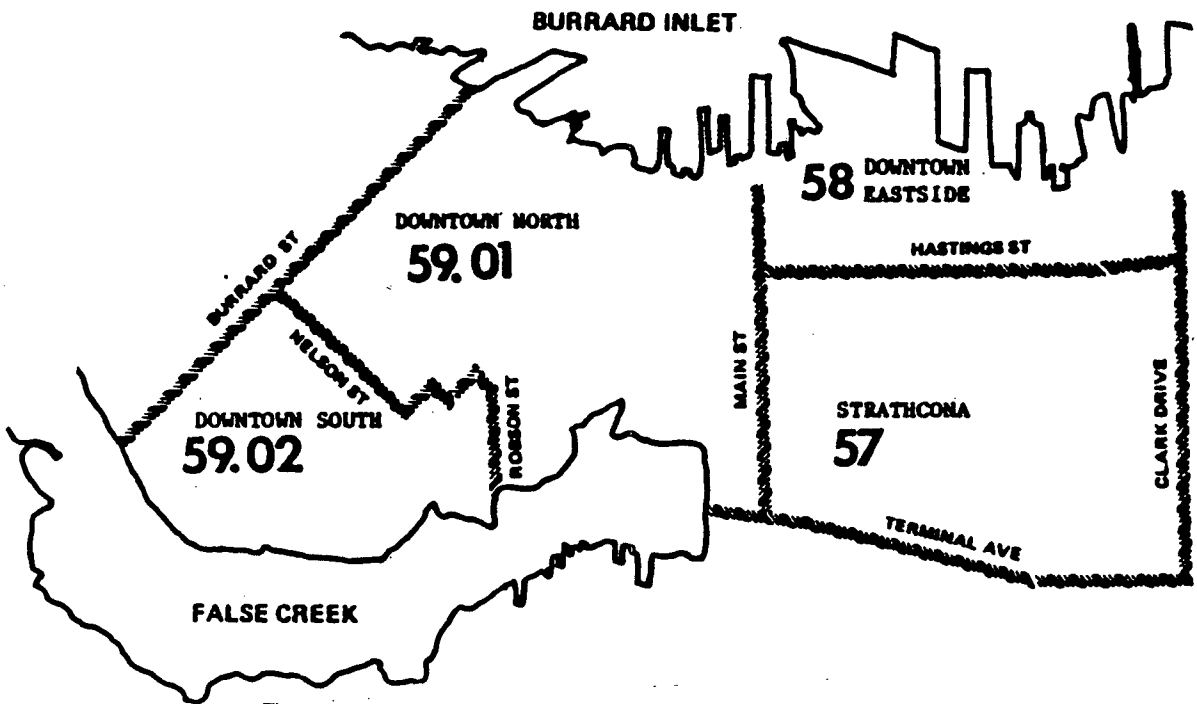 BURRARD INLET
58 DOWNTOWN
EASTSIDE
DOWNTOWN NORTH
59.01
HASTINGS ST
BURRARD ST
NELSON ST
MAIN ST
ROBSON ST
CLARK DRIVE
DOWNTOWN SOUTH
59.02
STRATHCONA
57
TERMINAL AVE
FALSE CREEK